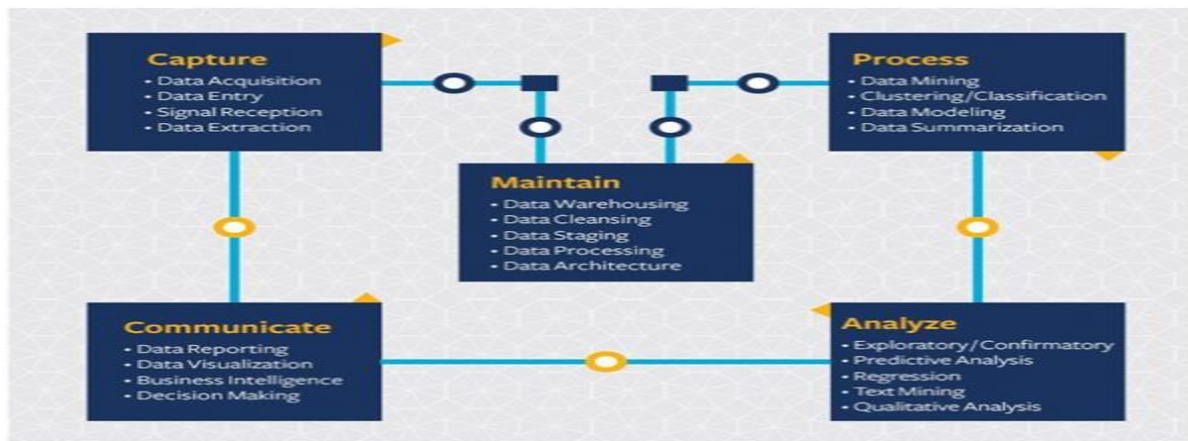 Capture
• Data Acquisition
• Data Entry
• Signal Reception
• Data Extraction
Maintain
• Data Warehousing
• Data Cleansing
• Data Staging
• Data Processing
• Data Architecture
Process
• Data Mining
• Clustering/Classification
• Data Modeling
• Data Summarization
Analyze
• Exploratory/Confirmatory
• Predictive Analysis
• Regression
• Text Mining
• Qualitative Analysis
Communicate
• Data Reporting
• Data Visualization
• Business Intelligence
• Decision Making